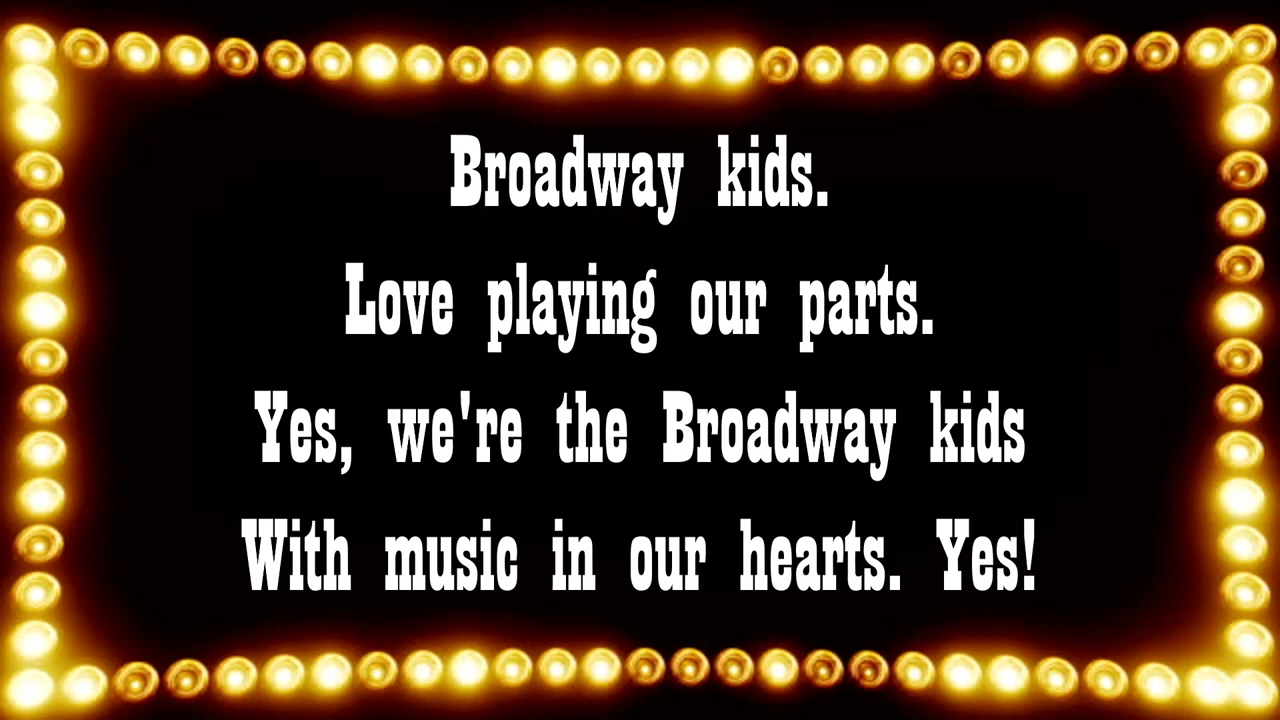 Broadway kids.
Love playing our parts.
Yes, we're the Broadway kids
With music in our hearts. Yes!